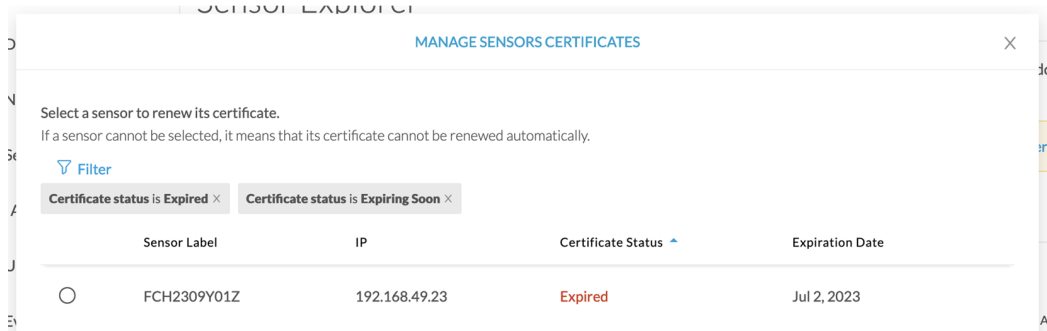 Sensor Explorer
MANAGE SENSORS CERTIFICATES X
Select a sensor to renew its certificate.
If a sensor cannot be selected, it means that its certificate cannot be renewed automatically.
Filter
Certificate status is Expired X Certificate status is Expiring Soon X
Sensor Label IP Certificate Status Expiration Date
FCH2309Y01Z 192.168.49.23 Expired Jul 2, 2023